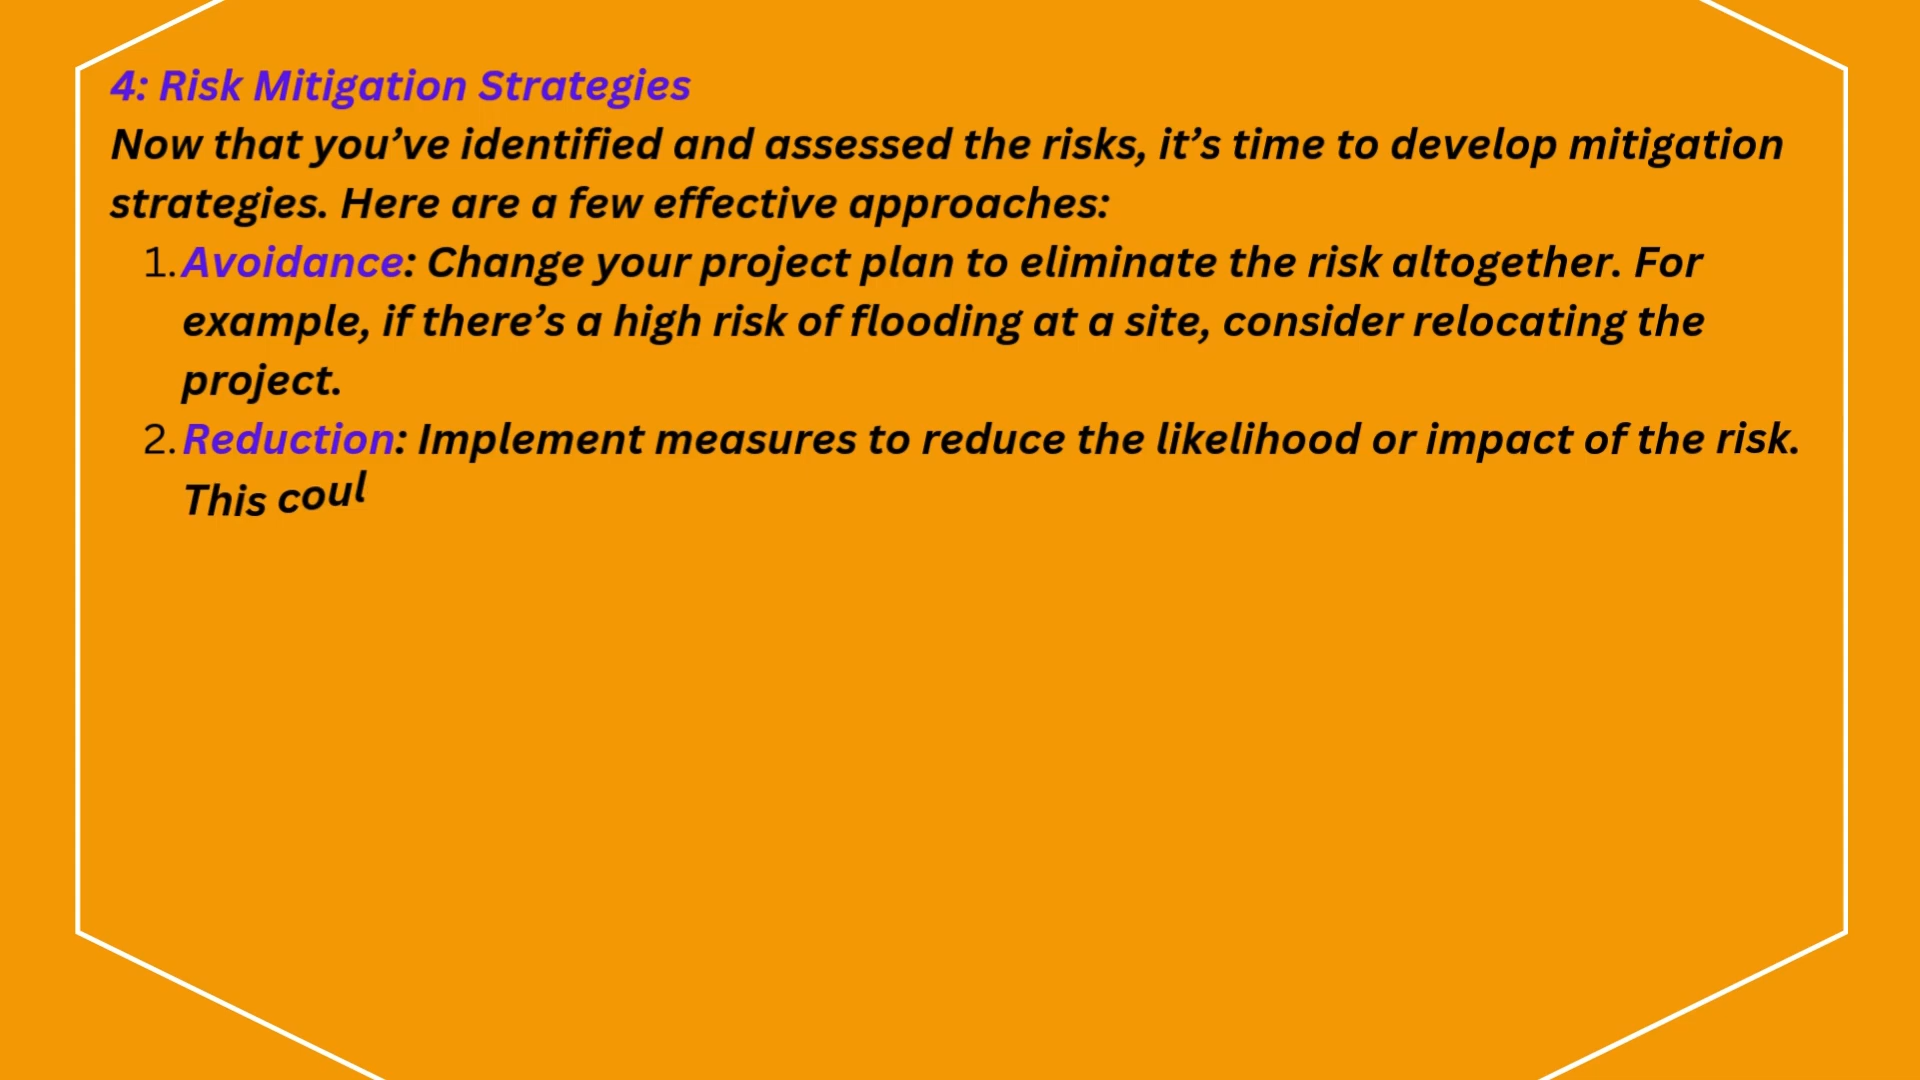 4: Risk Mitigation Strategies
Now that you’ve identified and assessed the risks, it’s time to develop mitigation
strategies. Here are a few effective approaches:
1. Avoidance: Change your project plan to eliminate the risk altogether. For
example, if there’s a high risk of flooding at a site, consider relocating the
project.
2. Reduction: Implement measures to reduce the likelihood or impact of the risk.
This coul